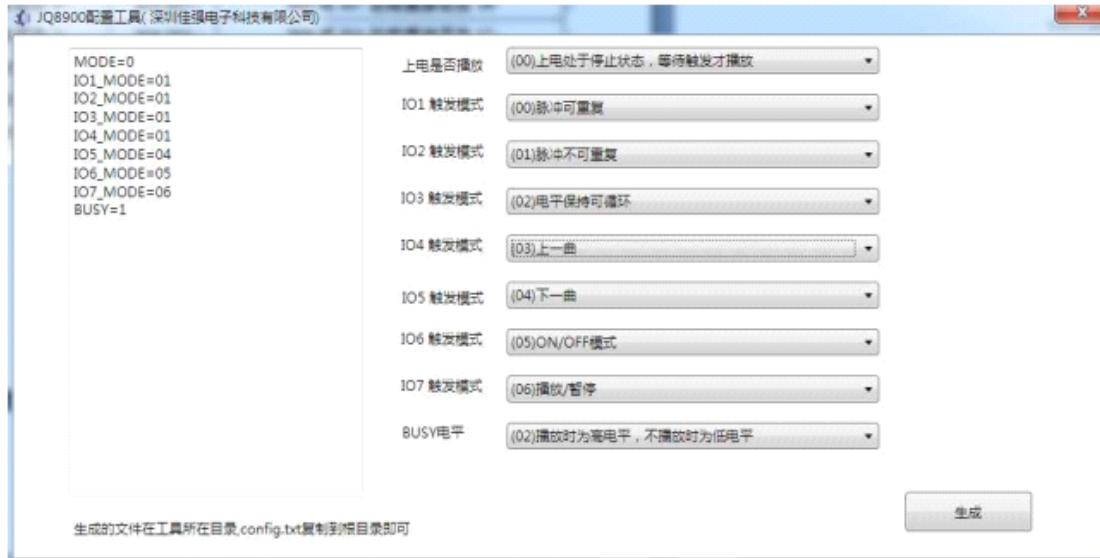 JQ8900配置工具( 深圳佳强电子科技有限公司)
MODE=0
IO1_MODE=01
IO2_MODE=01
IO3_MODE=01
IO4_MODE=01
IO5_MODE=04
IO6_MODE=05
IO7_MODE=06
BUSY=1
上电是否播放 (00)上电处于停止状态，等待触发才播放
IO1 触发模式 (00)脉冲可重复
IO2 触发模式 (01)脉冲不可重复
IO3 触发模式 (02)电平保持可循环
IO4 触发模式 (03)上一曲
IO5 触发模式 (04)下一曲
IO6 触发模式 (05)ON/OFF模式
IO7 触发模式 (06)播放/暂停
BUSY电平 (02)播放时为高电平，不播放时为低电平
生成
生成的文件在工具所在目录,config.txt复制到根目录即可